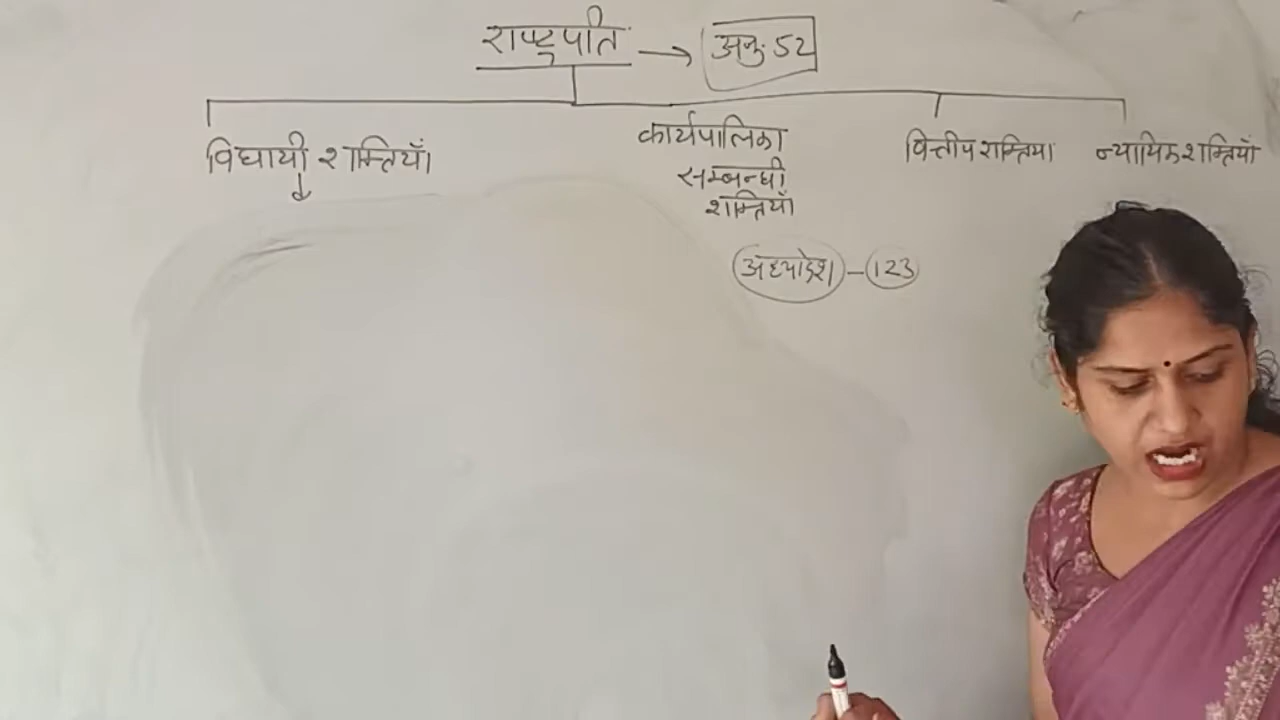 राष्ट्रपति → अनु. 52
विधायी शक्तियाँ
कार्यपालिका
सम्बन्धी
शक्तियाँ
वित्तीय शक्तिया
न्यायिक शक्तियाँ
अध्यादेश - 123